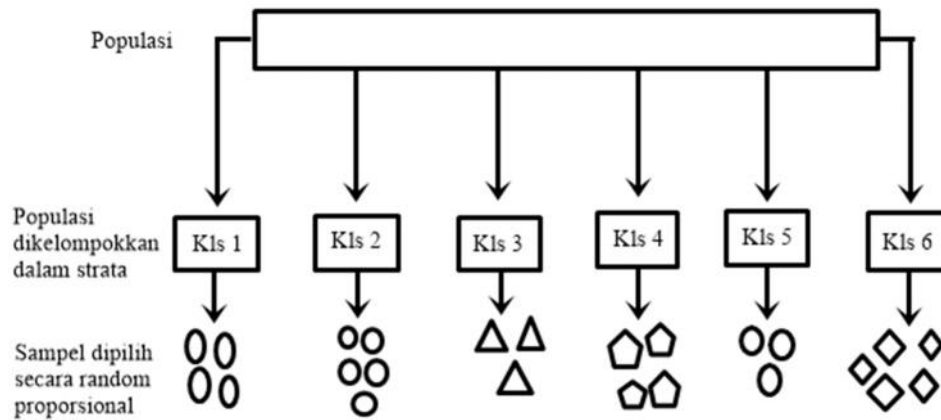 Populasi
Populasi
dikelompokkan
dalam strata
Kls 1
Kls 2
Kls 3
Kls 4
Kls 5
Kls 6
Sampel dipilih
secara random
proporsional